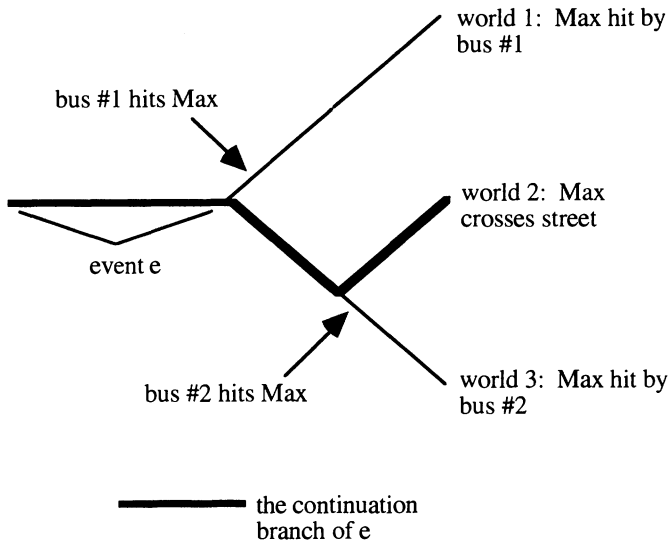 world 1: Max hit by
bus #1
bus #1 hits Max
world 2: Max
crosses street
event e
bus #2 hits Max
world 3: Max hit by
bus #2
the continuation
branch of e